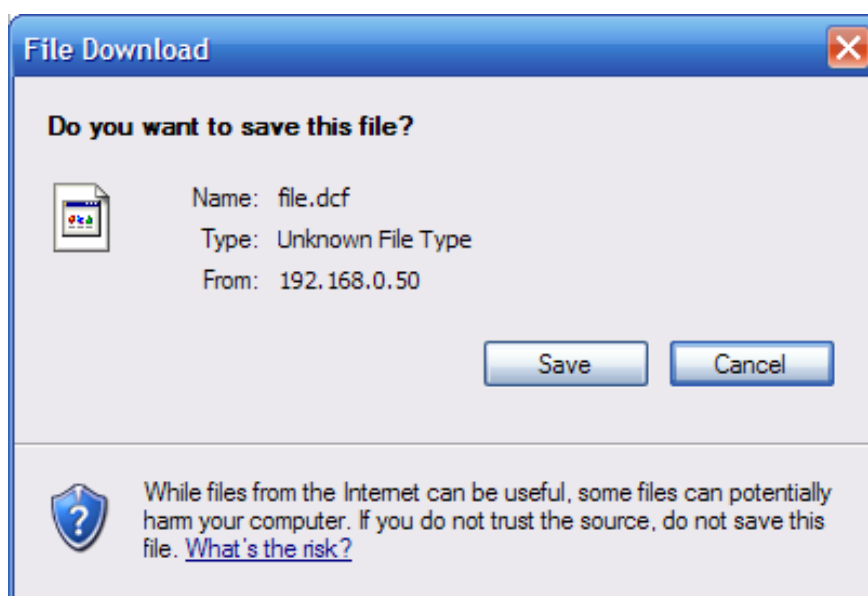 File Download
Do you want to save this file?
Name: file.dcf
Type: Unknown File Type
From: 192.168.0.50
Save Cancel
While files from the Internet can be useful, some files can potentially
harm your computer. If you do not trust the source, do not save this
file. What's the risk?